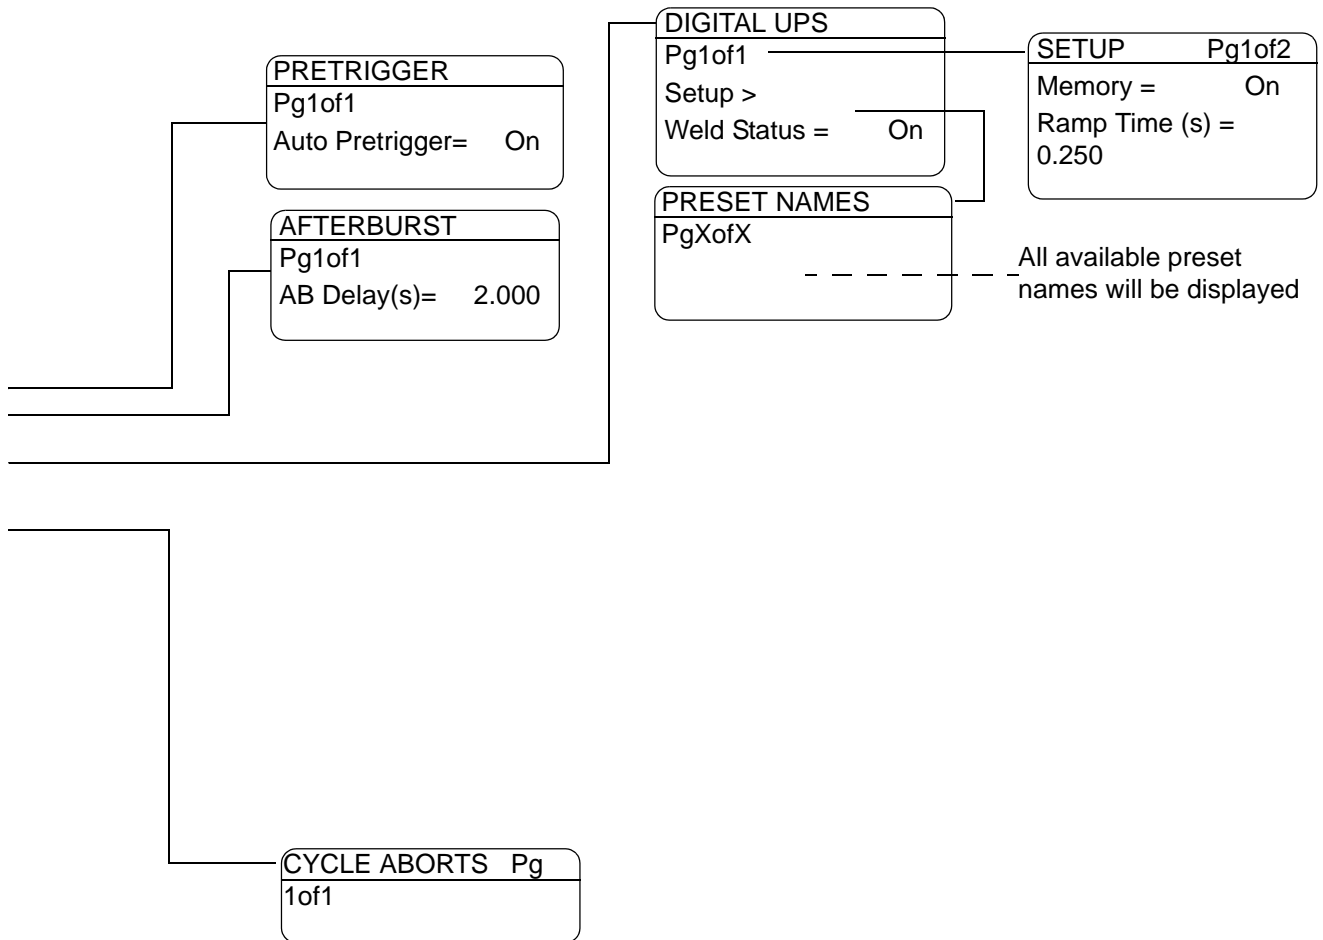 PRETRIGGER
Pg1of1
Auto Pretrigger= On
AFTERBURST
Pg1of1
AB Delay(s)= 2.000
DIGITAL UPS
Pg1of1
Setup >
Weld Status = On
PRESET NAMES
PgXofX
SETUP Pg1of2
Memory = On
Ramp Time (s) =
0.250
All available preset
names will be displayed
CYCLE ABORTS Pg
1of1